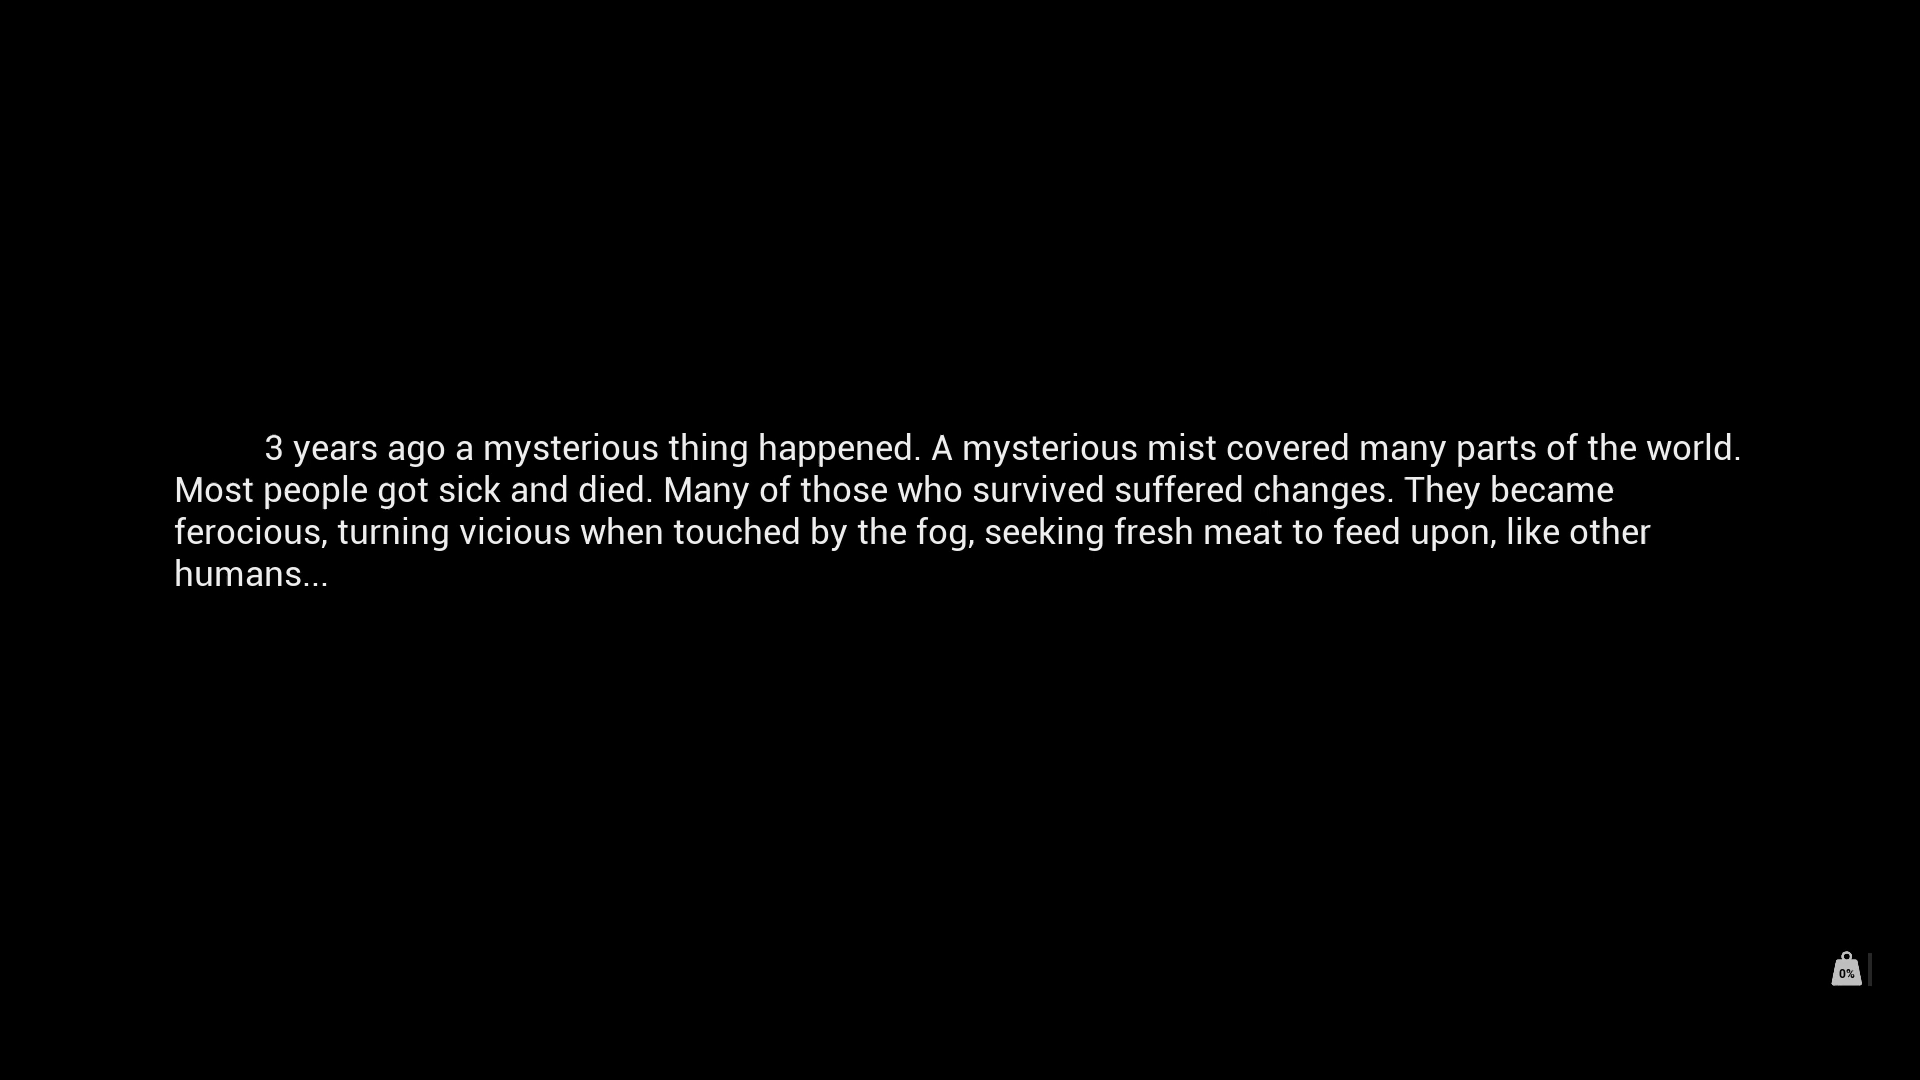 3 years ago a mysterious thing happened. A mysterious mist covered many parts of the world.
Most people got sick and died. Many of those who survived suffered changes. They became
ferocious, turning vicious when touched by the fog, seeking fresh meat to feed upon, like other
humans...
0%